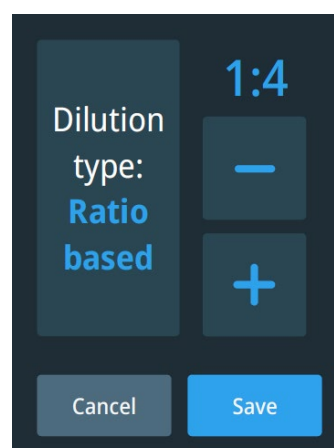 Dilution
type:
Ratio
based
1:4
−
+
Cancel
Save